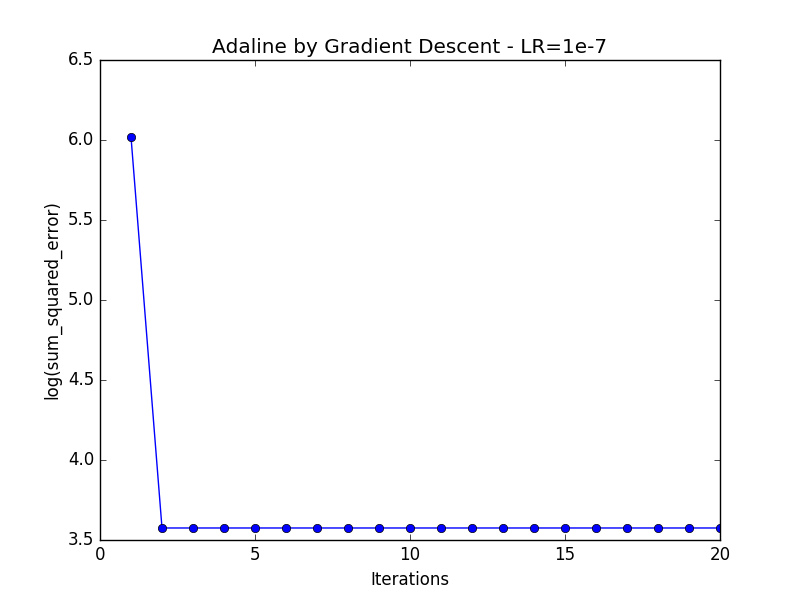 Adaline by Gradient Descent - LR=1e-7
6.5
6.0
5.5
5.0
4.5
4.0
3.5
log(sum_squared_error)
0 5 10 15 20
Iterations